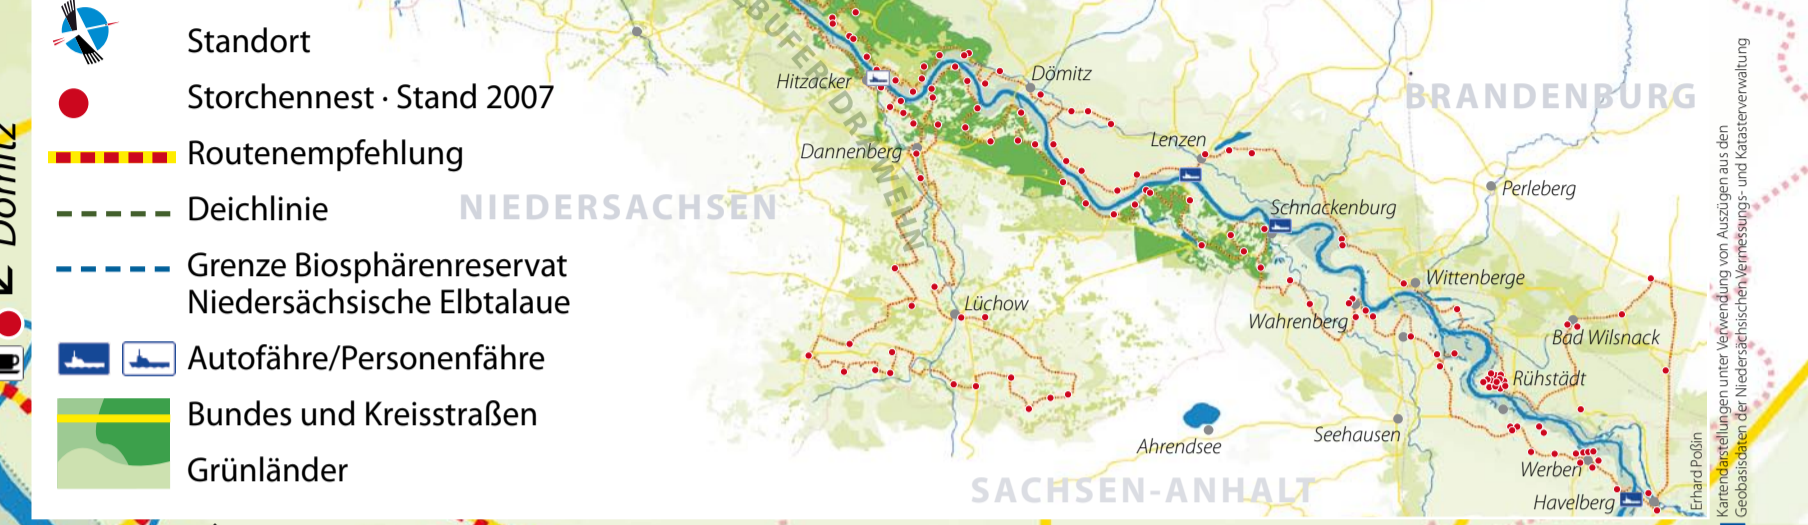 Standort
Storchennest · Stand 2007
Routenempfehlung
Deichlinie
Grenze Biosphärenreservat
Niedersächsische Elbtalaue
Autofähre/Personenfähre
Bundes und Kreisstraßen
Grünländer
Dömitz
NIEDERSACHSEN
BRANDENBURG
SACHSEN-ANHALT
Hitzacker
Dömitz
Dannenberg
Lenzen
Perleberg
Schnackenburg
Wittenberge
Lüchow
Wahrenberg
Bad Wilsnack
Rühstädt
Ahrendsee
Seehausen
Werben
Havelberg
Erhard Poßin
Kartendarstellungen unter Verwendung von Auszügen aus den
Geobasisdaten der Niedersächsischen Vermessungs- und Katasterverwaltung